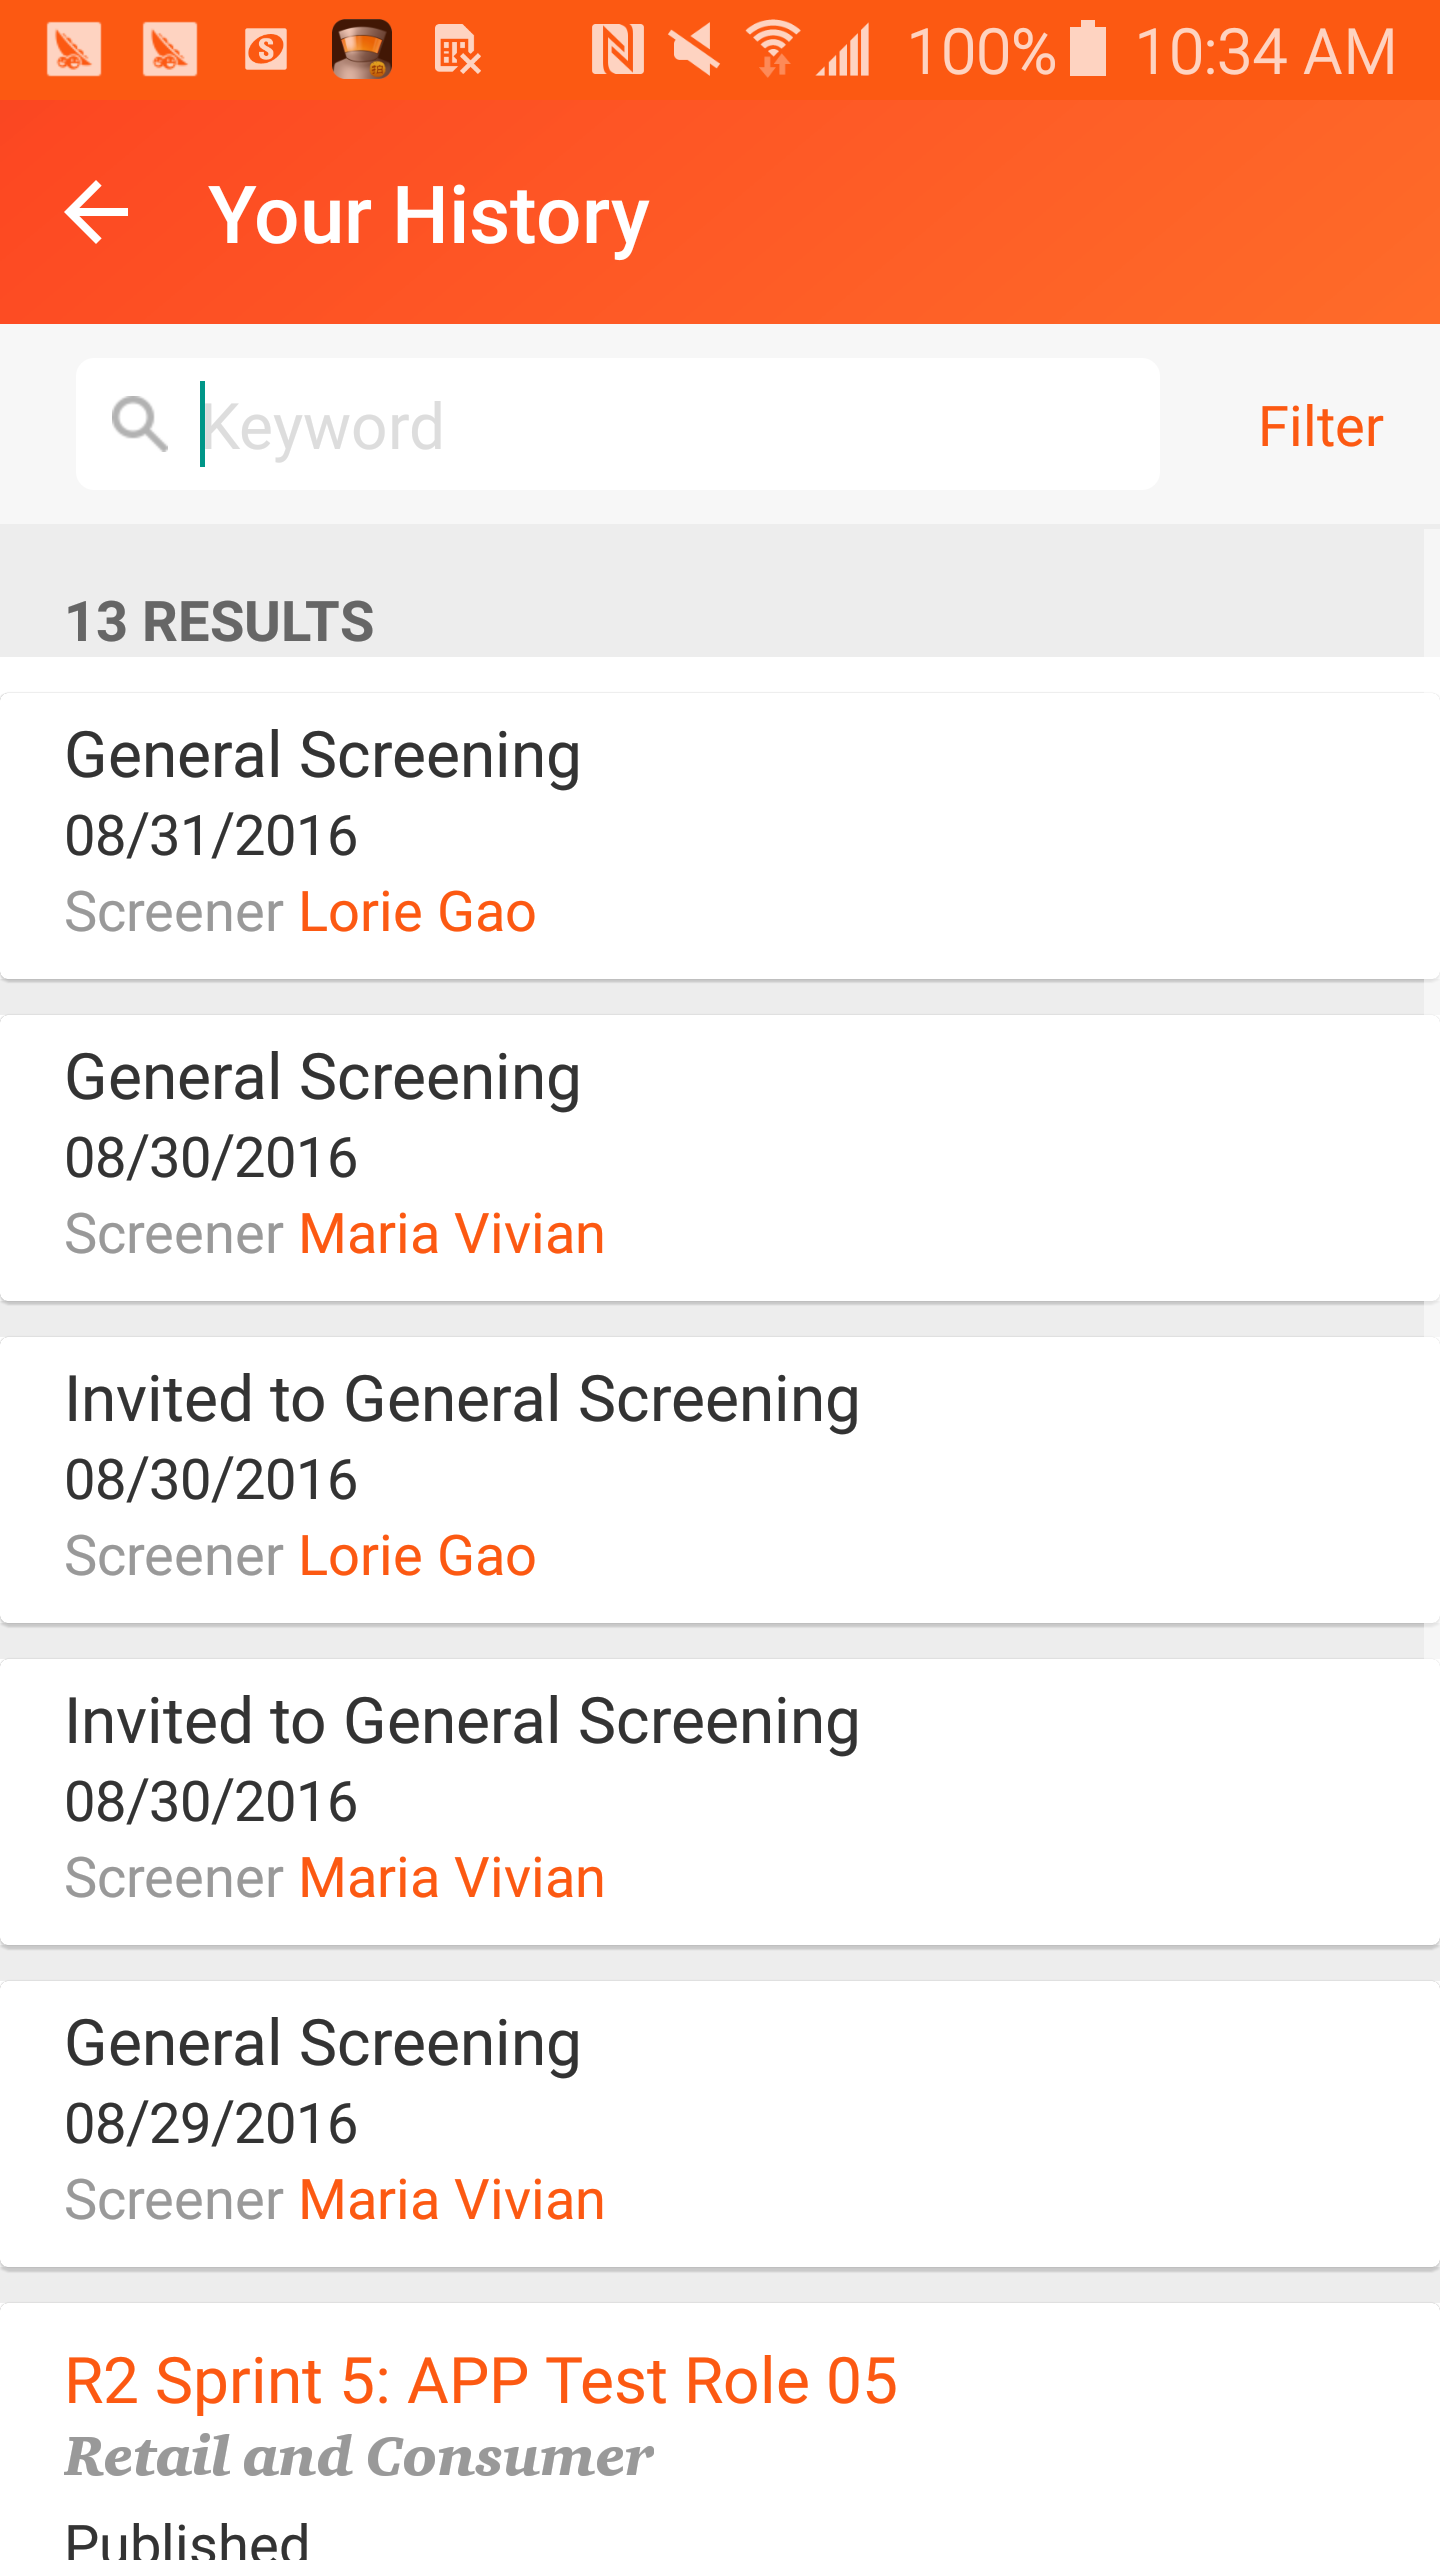 100% 10:34 AM
Your History
Keyword
Filter
13 RESULTS
General Screening
08/31/2016
Screener Lorie Gao
General Screening
08/30/2016
Screener Maria Vivian
Invited to General Screening
08/30/2016
Screener Lorie Gao
Invited to General Screening
08/30/2016
Screener Maria Vivian
General Screening
08/29/2016
Screener Maria Vivian
R2 Sprint 5: APP Test Role 05
Retail and Consumer
Published